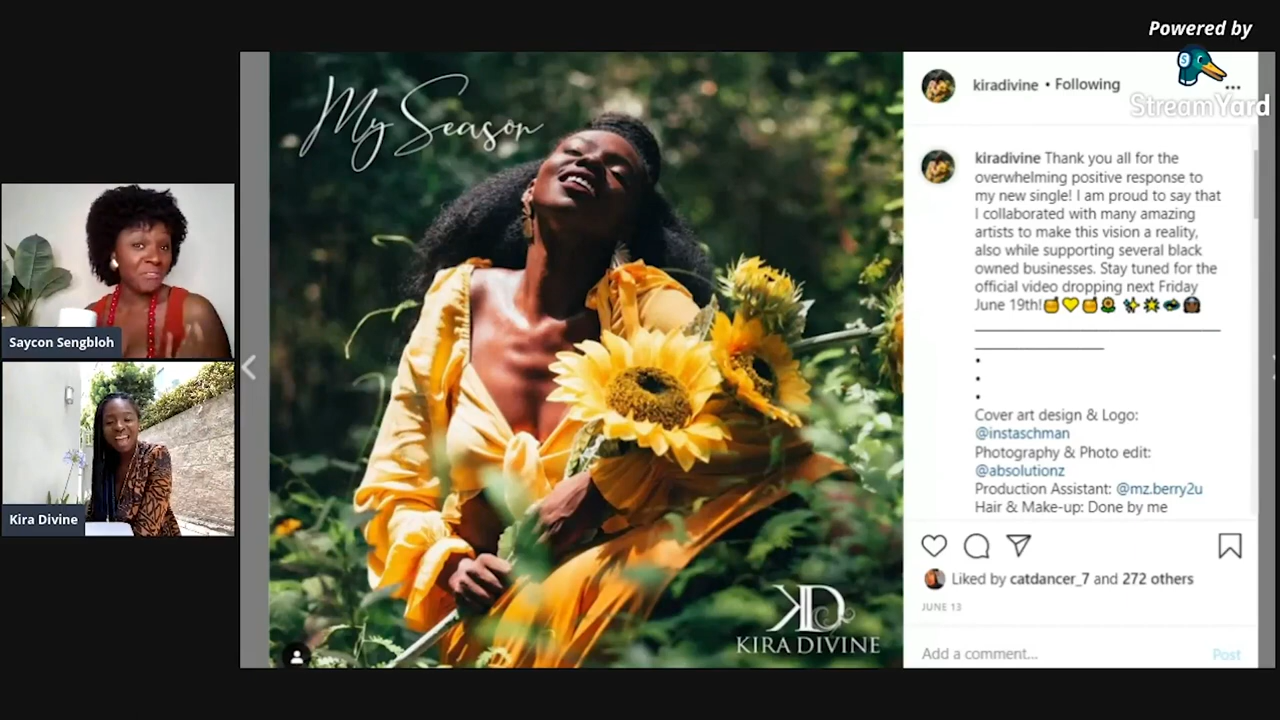 Powered by
StreamYard
My Season
KIRA DIVINE
Saycon Sengbloh
Kira Divine
kiradivine • Following
kiradivine Thank you all for the
overwhelming positive response to
my new single! I am proud to say that
I collaborated with many amazing
artists to make this vision a reality,
also while supporting several black
owned businesses. Stay tuned for the
official video dropping next Friday
June 19th!
Cover art design & Logo:
@instaschman
Photography & Photo edit:
@absolutionz
Production Assistant: @mz.berry2u
Hair & Make-up: Done by me
Liked by catdancer_7 and 272 others
JUNE 13
Add a comment...
Post